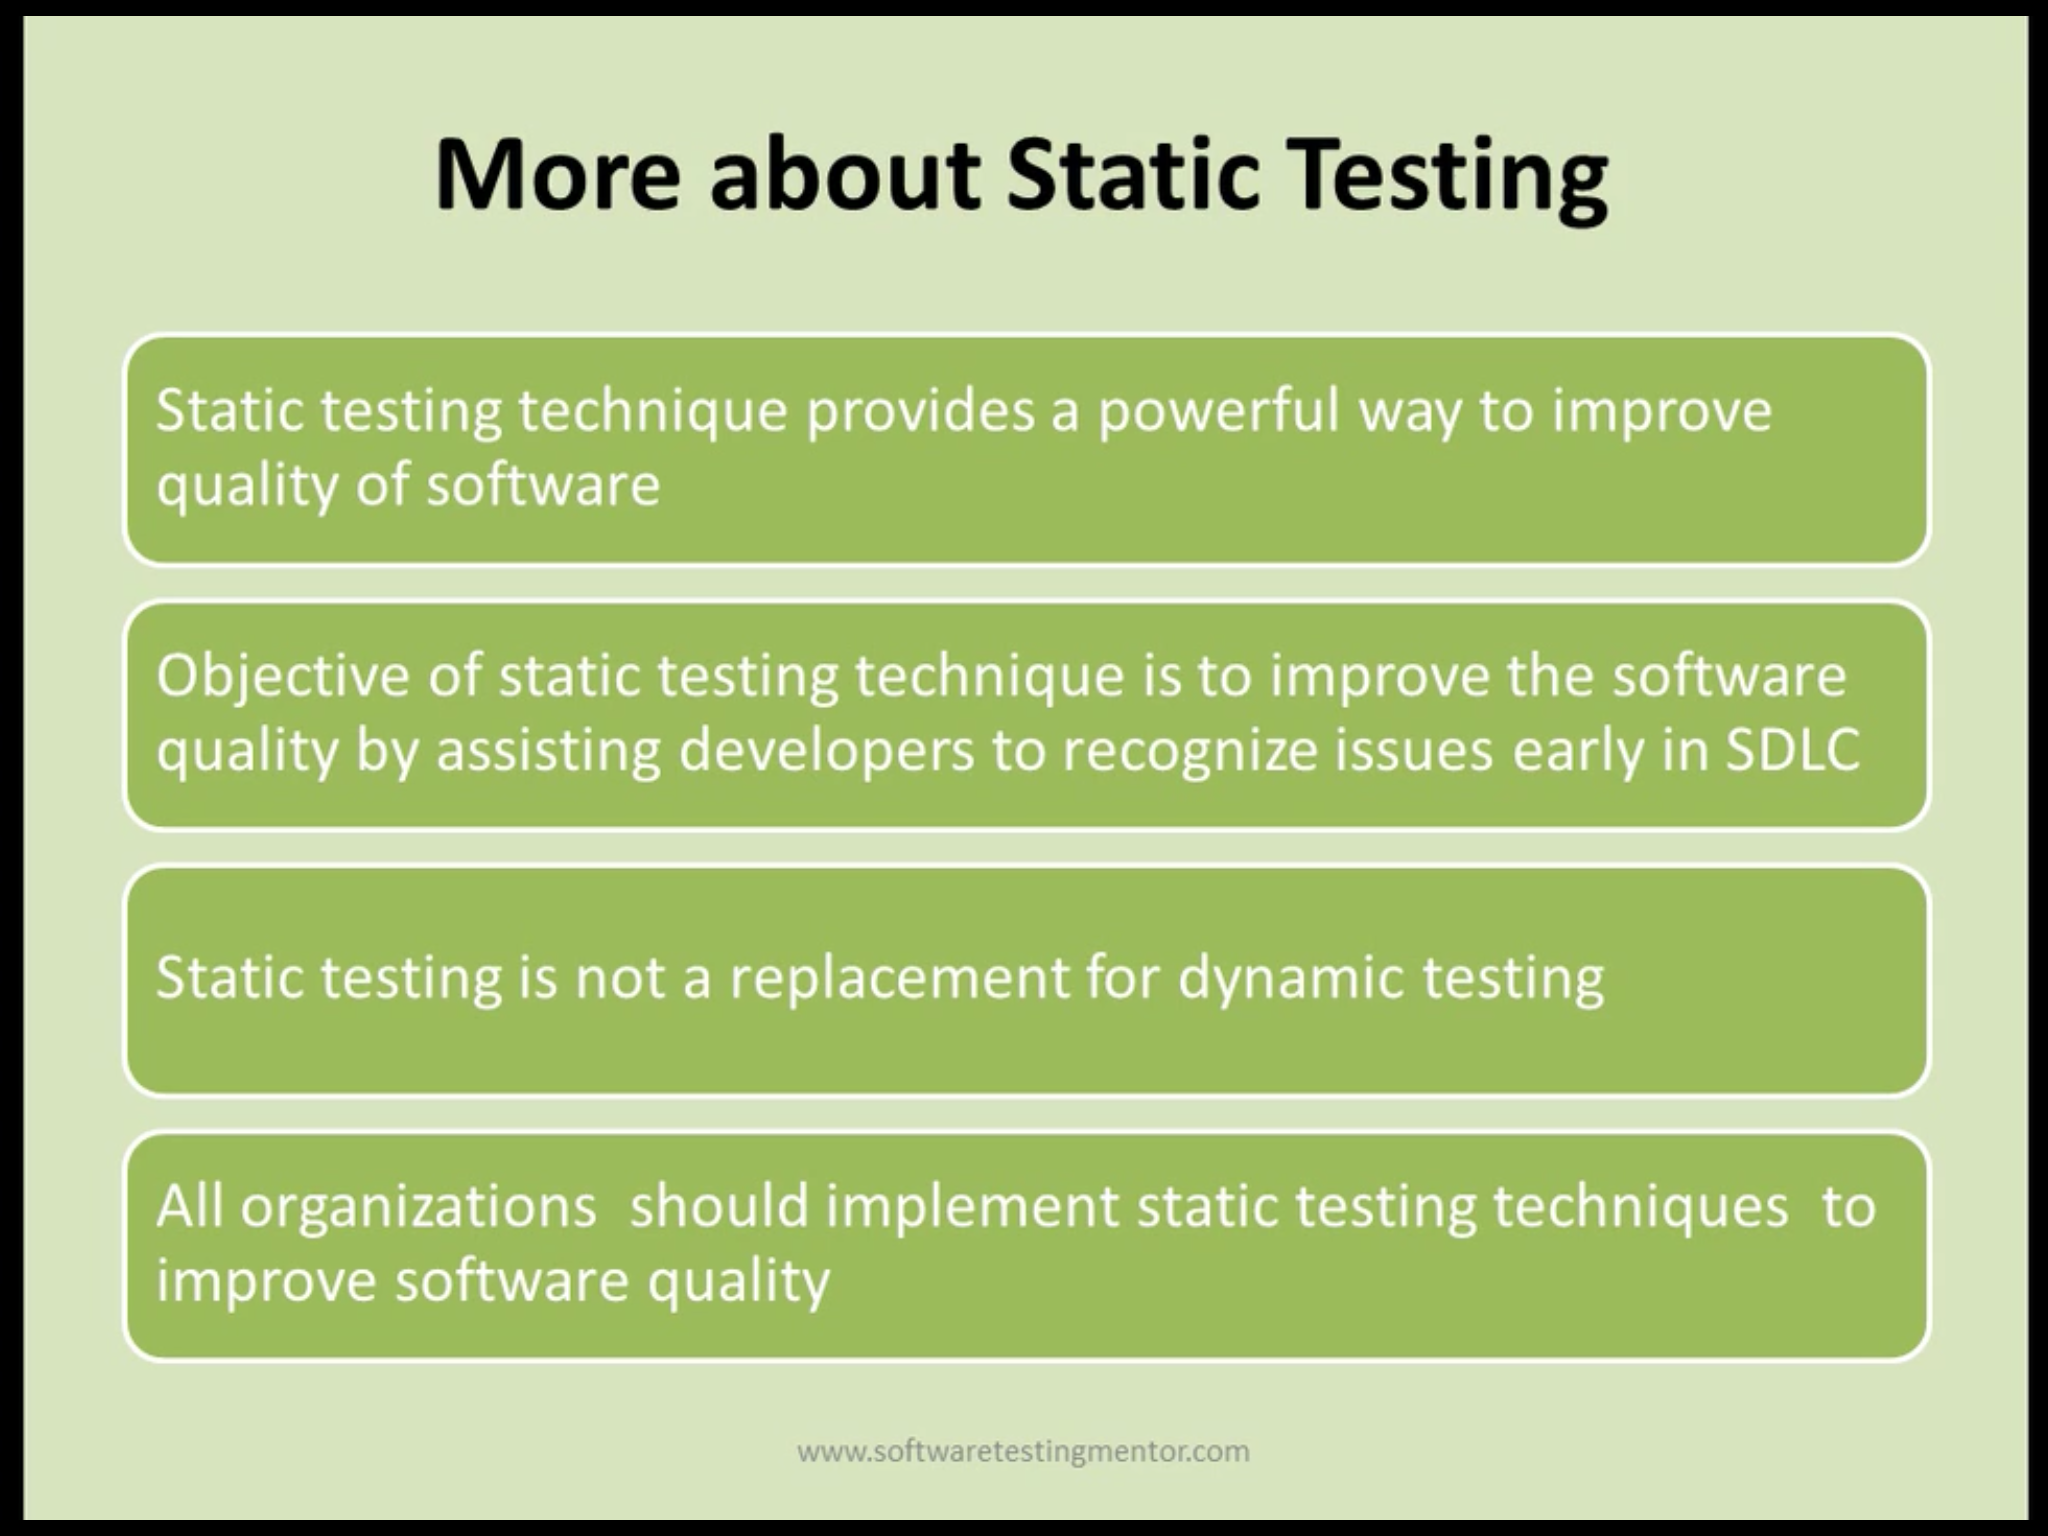 More about Static Testing
Static testing technique provides a powerful way to improve
quality of software
Objective of static testing technique is to improve the software
quality by assisting developers to recognize issues early in SDLC
Static testing is not a replacement for dynamic testing
All organizations  should implement static testing techniques  to
improve software quality
www.softwaretestingmentor.com